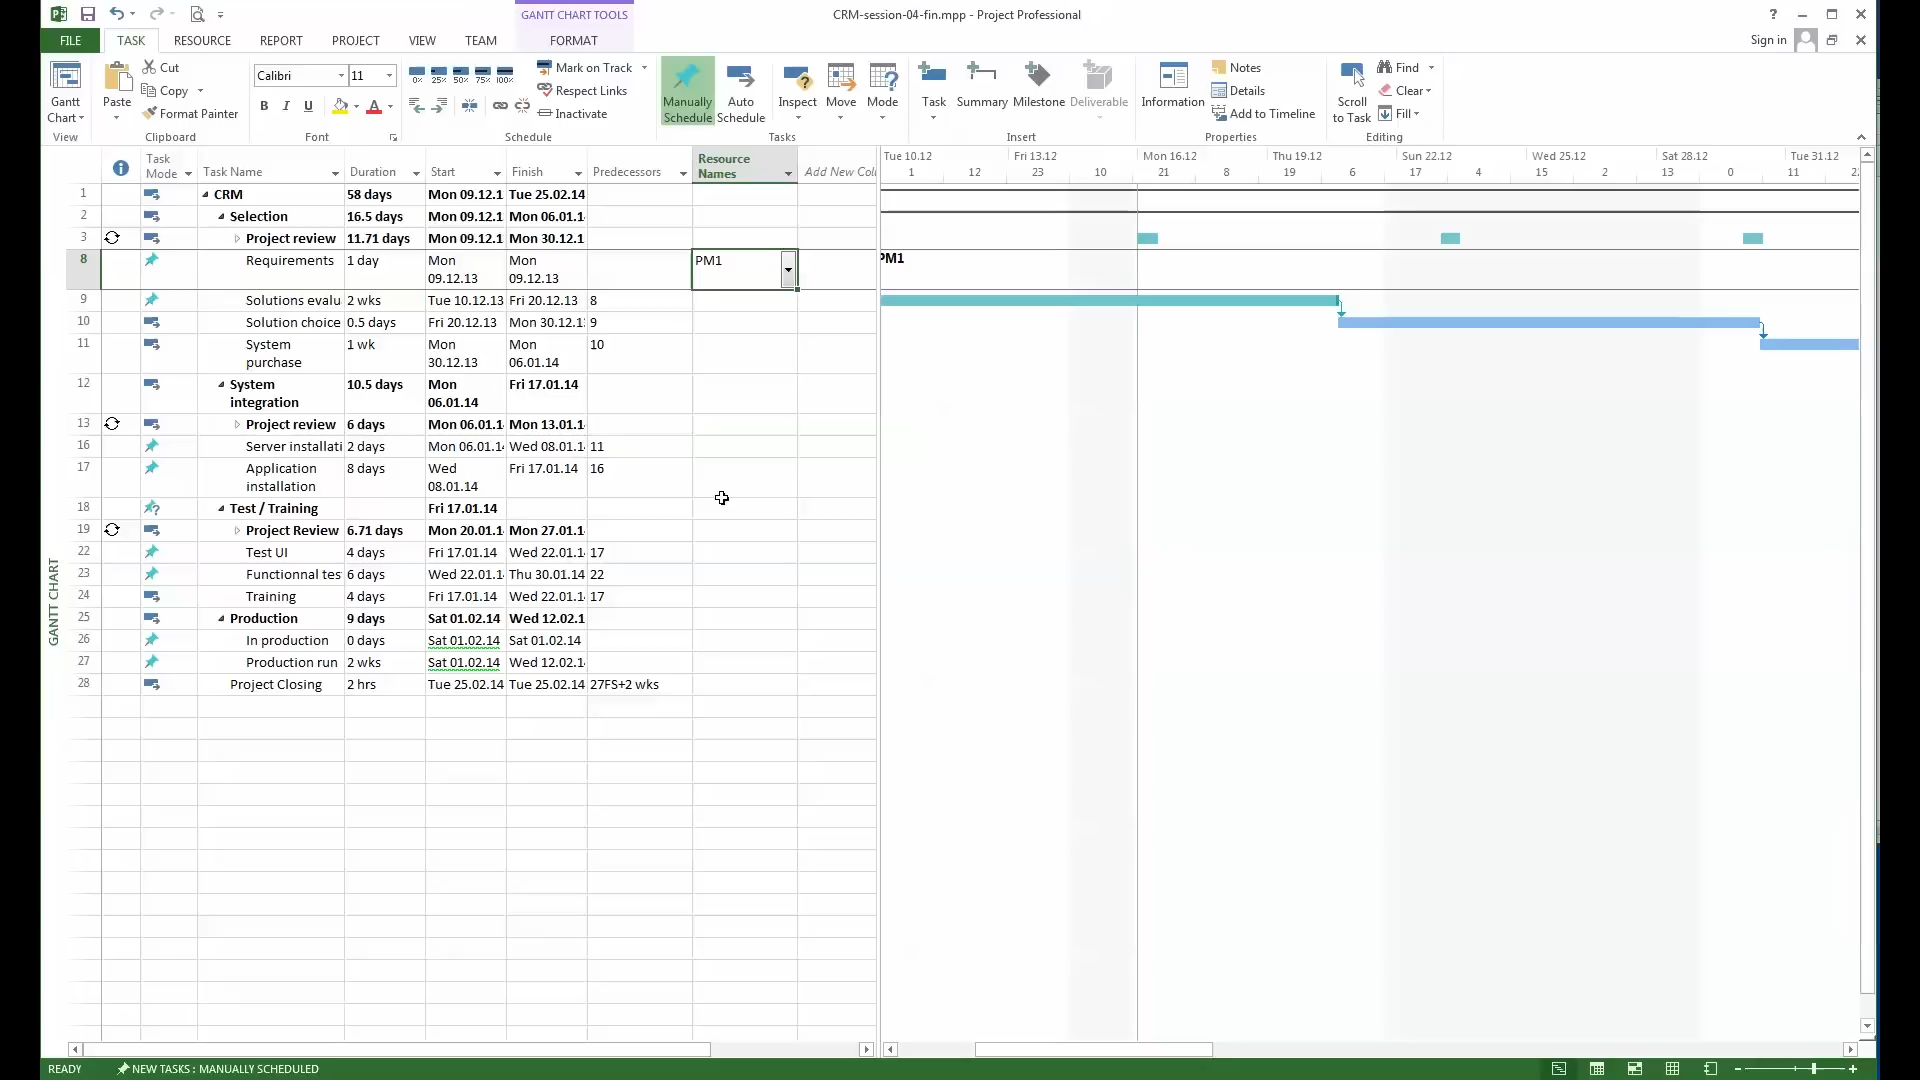 GANTT CHART TOOLS
CRM-session-04-fin.mpp - Project Professional
?
FILE TASK RESOURCE REPORT PROJECT VIEW TEAM FORMAT Sign in
Gantt Chart
View
Paste
Cut
Copy
Format Painter
Clipboard
Calibri 11
B I U A
Font
0% 25% 50% 75% 100%
Mark on Track
Respect Links
Inactivate
Schedule
Manually Schedule
Auto Schedule
Inspect
Move
Mode
Tasks
Task
Summary
Milestone
Deliverable
Insert
Information
Notes
Details
Add to Timeline
Properties
Scroll to Task
Find
Clear
Fill
Editing
Task Mode Task Name Duration Start Finish Predecessors Resource Names Add New Colu
Tue 10.12 Fri 13.12 Mon 16.12 Thu 19.12 Sun 22.12 Wed 25.12 Sat 28.12 Tue 31.12
1 12 23 10 21 8 19 6 17 4 15 2 13 0 11 2
1 CRM 58 days Mon 09.12.1 Tue 25.02.14
2 Selection 16.5 days Mon 09.12.1 Mon 06.01.1
3 Project review 11.71 days Mon 09.12.1 Mon 30.12.1
8 Requirements 1 day Mon 09.12.13 Mon 09.12.13 PM1
PM1
9 Solutions evalu 2 wks Tue 10.12.13 Fri 20.12.13 8
10 Solution choice 0.5 days Fri 20.12.13 Mon 30.12.1 9
11 System purchase 1 wk Mon 30.12.13 Mon 06.01.14 10
12 System integration 10.5 days Mon 06.01.14 Fri 17.01.14
13 Project review 6 days Mon 06.01.1 Mon 13.01.1
16 Server installati 2 days Mon 06.01.1 Wed 08.01.1 11
17 Application installation 8 days Wed 08.01.14 Fri 17.01.14 16
18 Test / Training Fri 17.01.14
19 Project Review 6.71 days Mon 20.01.1 Mon 27.01.1
22 Test UI 4 days Fri 17.01.14 Wed 22.01.1 17
23 Functionnal tes 6 days Wed 22.01.1 Thu 30.01.14 22
24 Training 4 days Fri 17.01.14 Wed 22.01.1 17
25 Production 9 days Sat 01.02.14 Wed 12.02.1
26 In production 0 days Sat 01.02.14 Sat 01.02.14
27 Production run 2 wks Sat 01.02.14 Wed 12.02.1
28 Project Closing 2 hrs Tue 25.02.14 Tue 25.02.14 27FS+2 wks
GANTT CHART
READY NEW TASKS : MANUALLY SCHEDULED